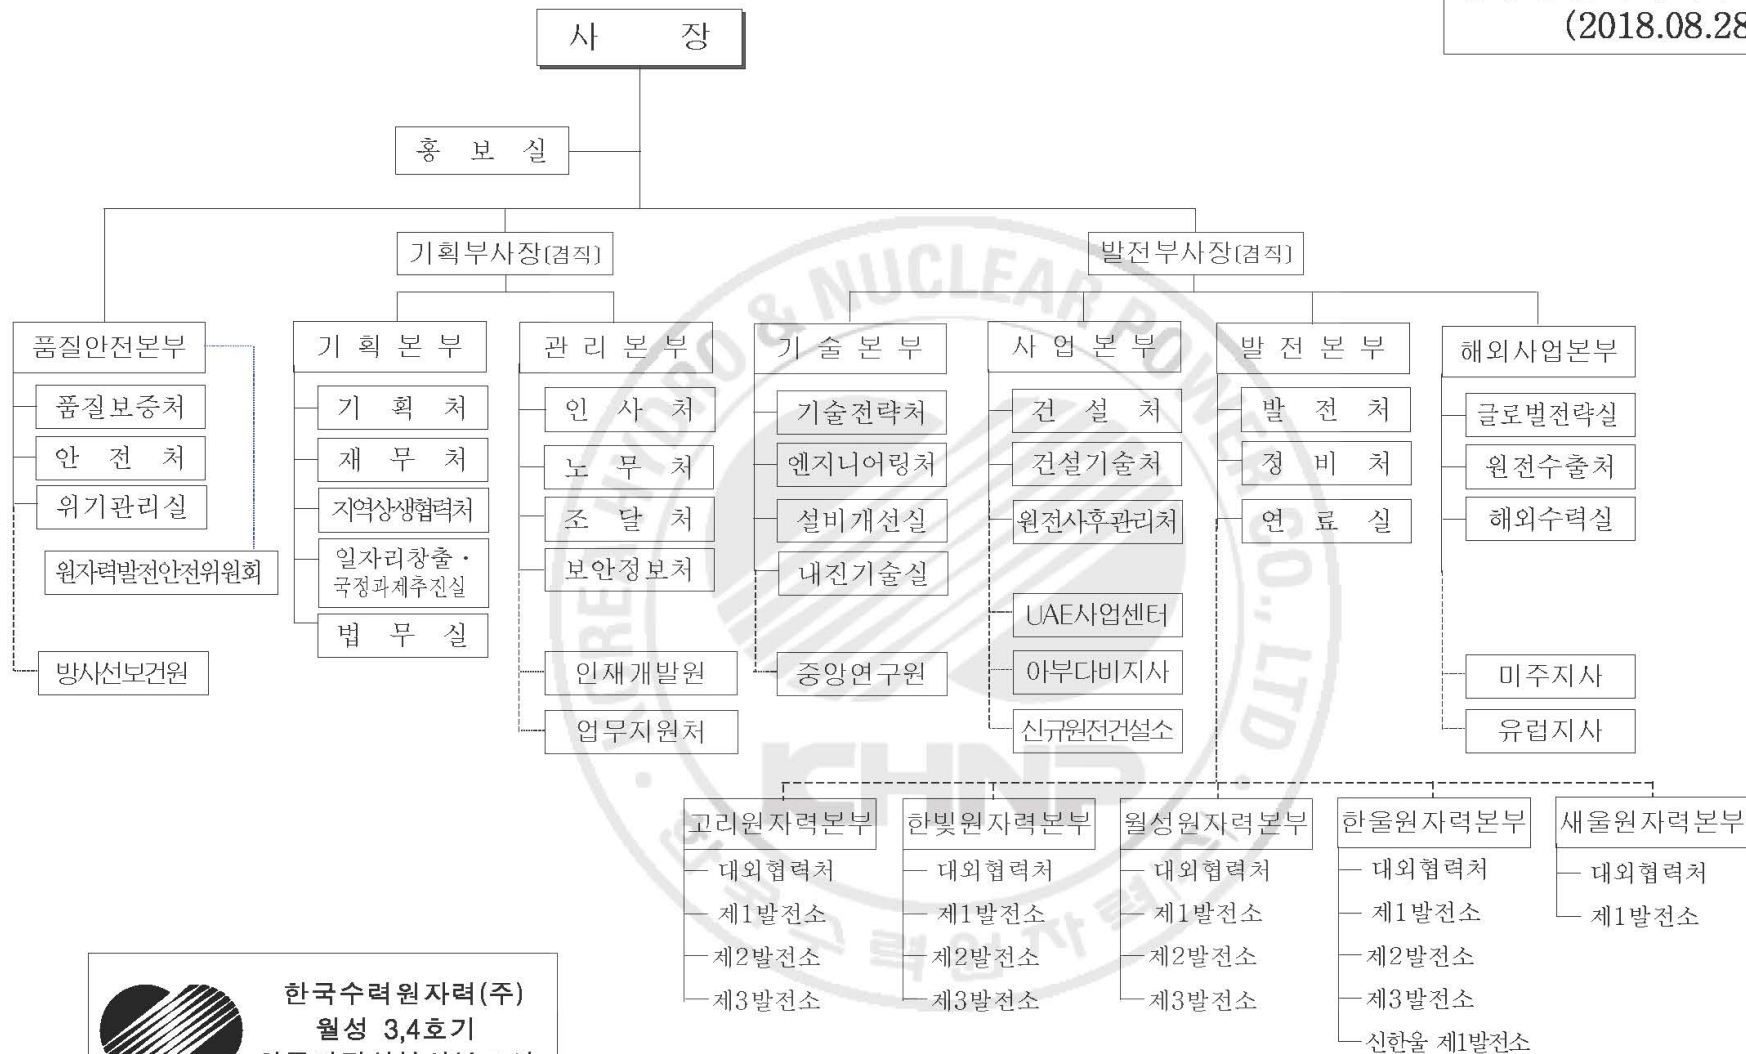 (2018.08.28
사 장
홍 보 실
기획부사장(겸직)
발전부사장(겸직)
품질안전본부
기 획 본 부
관 리 본 부
기 술 본 부
사 업 본 부
발 전 본 부
해외사업본부
품질보증처
안 전 처
위기관리실
원자력발전안전위원회
방사선보건원
기 획 처
재 무 처
지역상생협력처
일자리창출 ·
국정과제추진실
법 무 실
인 사 처
노 무 처
조 달 처
보안정보처
인재개발원
업무지원처
기술전략처
엔지니어링처
설비개선실
내진기술실
중앙연구원
건 설 처
건설기술처
원전사후관리처
UAE사업센터
아부다비지사
신규원전건설소
발 전 처
정 비 처
연 료 실
글로벌전략실
원전수출처
해외수력실
미주지사
유럽지사
고리원자력본부
대외협력처
제1발전소
제2발전소
제3발전소
한빛원자력본부
대외협력처
제1발전소
제2발전소
제3발전소
월성원자력본부
대외협력처
제1발전소
제2발전소
제3발전소
한울원자력본부
대외협력처
제1발전소
제2발전소
제3발전소
신한울 제1발전소
새울원자력본부
대외협력처
제1발전소
KOREA HYDRO & NUCLEAR POWER CO., LTD
KHNP
한국수력원자력(주)
한국수력원자력(주)
월성 3,4호기